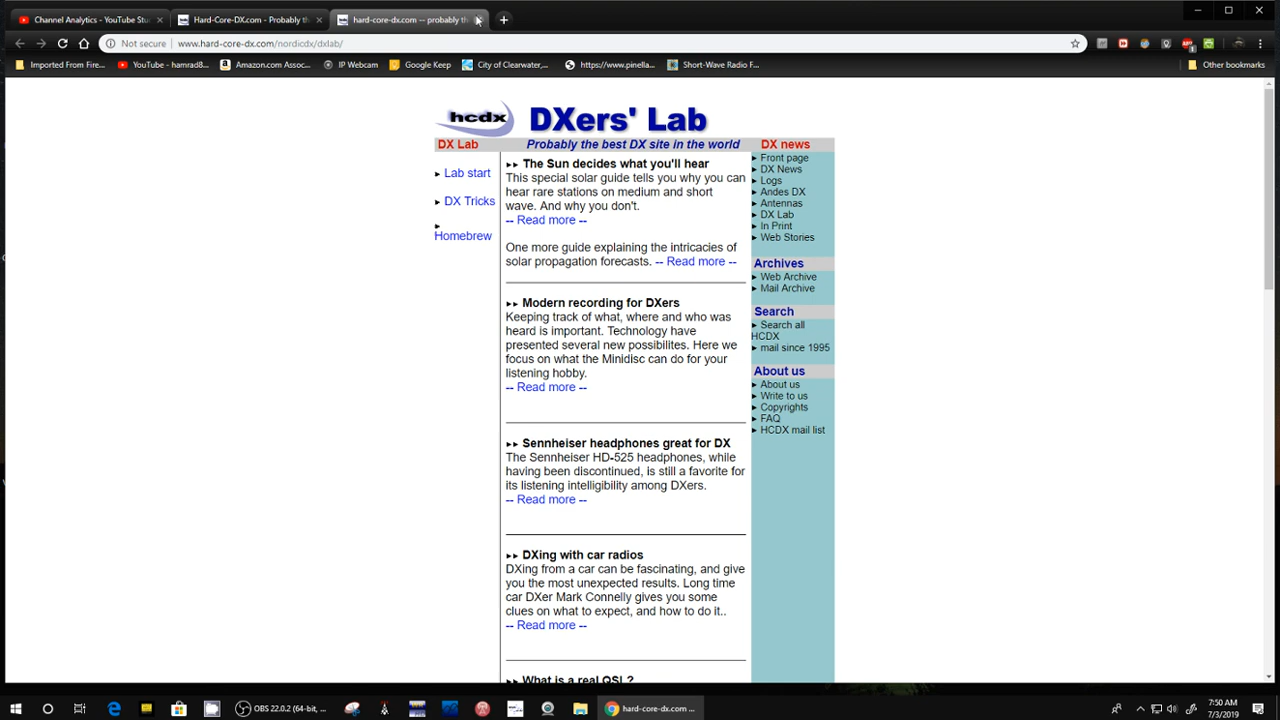 Channel Analytics - YouTube Stu
Hard-Core-DX.com - Probably th
hard-core-dx.com -- probably th
Not secure | www.hard-core-dx.com/nordicdx/dxlab/
Imported From Fire...
YouTube - hamrad8...
Amazon.com Assoc...
IP Webcam
Google Keep
City of Clearwater,...
https://www.pinella...
Short-Wave Radio F...
Other bookmarks
hcdx
DXers' Lab
DX Lab
Probably the best DX site in the world
DX news
Lab start
DX Tricks
Homebrew
The Sun decides what you'll hear
This special solar guide tells you why you can
hear rare stations on medium and short
wave. And why you don't.
-- Read more --
One more guide explaining the intricacies of
solar propagation forecasts. -- Read more --
Modern recording for DXers
Keeping track of what, where and who was
heard is important. Technology have
presented several new possibilites. Here we
focus on what the Minidisc can do for your
listening hobby.
-- Read more --
Sennheiser headphones great for DX
The Sennheiser HD-525 headphones, while
having been discontinued, is still a favorite for
its listening intelligibility among DXers.
-- Read more --
DXing with car radios
DXing from a car can be fascinating, and give
you the most unexpected results. Long time
car DXer Mark Connelly gives you some
clues on what to expect, and how to do it..
-- Read more --
What is a real QSL?
Front page
DX News
Logs
Andes DX
Antennas
DX Lab
In Print
Web Stories
Archives
Web Archive
Mail Archive
Search
Search all
HCDX
mail since 1995
About us
About us
Write to us
Copyrights
FAQ
HCDX mail list
OBS 22.0.2 (64-bit, ...
hard-core-dx.com ...
7:50 AM
7/3/2019